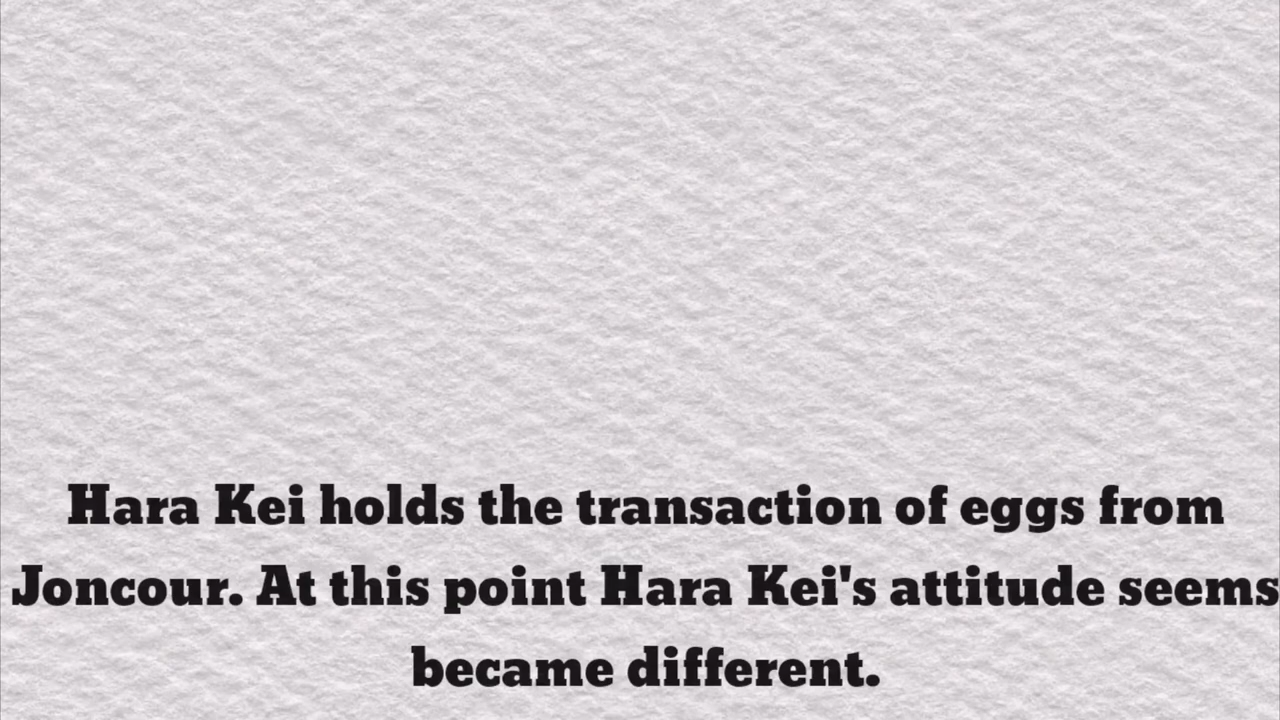 Hara Kei holds the transaction of eggs from
Joncour. At this point Hara Kei's attitude seems
became different.